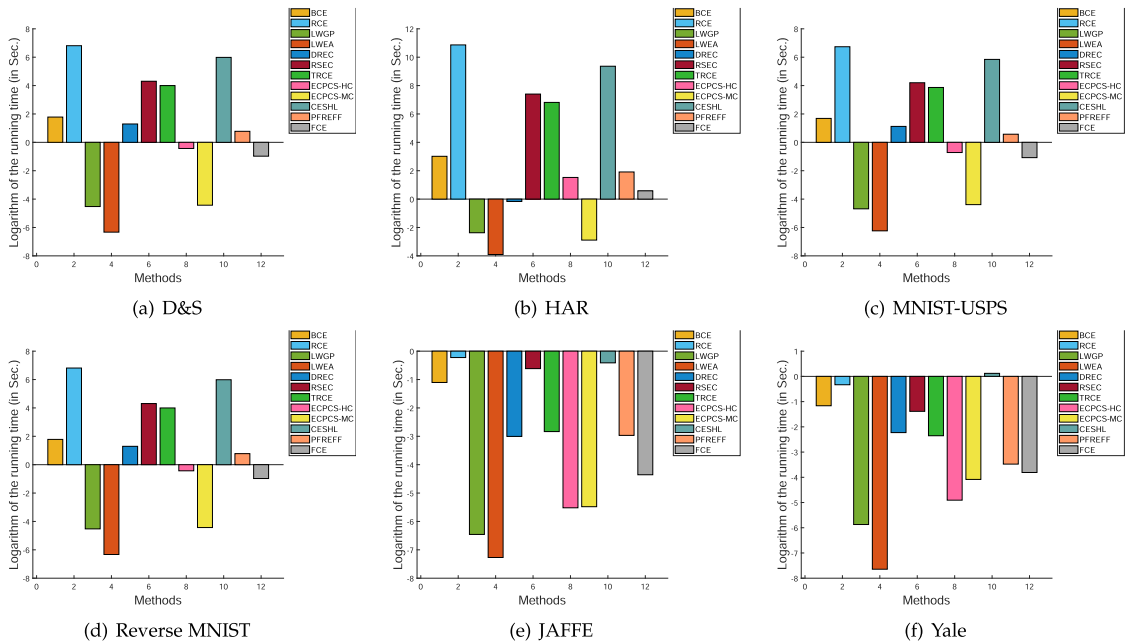 Logarithm of the running time (in Sec.)
8
6
4
2
0
-2
-4
-6
-8
0 2 4 6 8 10 12
Methods
BCE
RCE
LWGP
LWEA
DREC
RSEC
TRCE
ECPCS-HC
ECPCS-MC
CESHL
PFREFF
FCE
(a) D&S
Logarithm of the running time (in Sec.)
12
10
8
6
4
2
0
-2
-4
0 2 4 6 8 10 12
Methods
BCE
RCE
LWGP
LWEA
DREC
RSEC
TRCE
ECPCS-HC
ECPCS-MC
CESHL
PFREFF
FCE
(b) HAR
Logarithm of the running time (in Sec.)
8
6
4
2
0
-2
-4
-6
-8
0 2 4 6 8 10 12
Methods
BCE
RCE
LWGP
LWEA
DREC
RSEC
TRCE
ECPCS-HC
ECPCS-MC
CESHL
PFREFF
FCE
(c) MNIST-USPS
Logarithm of the running time (in Sec.)
8
6
4
2
0
-2
-4
-6
-8
0 2 4 6 8 10 12
Methods
BCE
RCE
LWGP
LWEA
DREC
RSEC
TRCE
ECPCS-HC
ECPCS-MC
CESHL
PFREFF
FCE
(d) Reverse MNIST
Logarithm of the running time (in Sec.)
0
-1
-2
-3
-4
-5
-6
-7
-8
0 2 4 6 8 10 12
Methods
BCE
RCE
LWGP
LWEA
DREC
RSEC
TRCE
ECPCS-HC
ECPCS-MC
CESHL
PFREFF
FCE
(e) JAFFE
Logarithm of the running time (in Sec.)
1
0
-1
-2
-3
-4
-5
-6
-7
-8
0 2 4 6 8 10 12
Methods
BCE
RCE
LWGP
LWEA
DREC
RSEC
TRCE
ECPCS-HC
ECPCS-MC
CESHL
PFREFF
FCE
(f) Yale